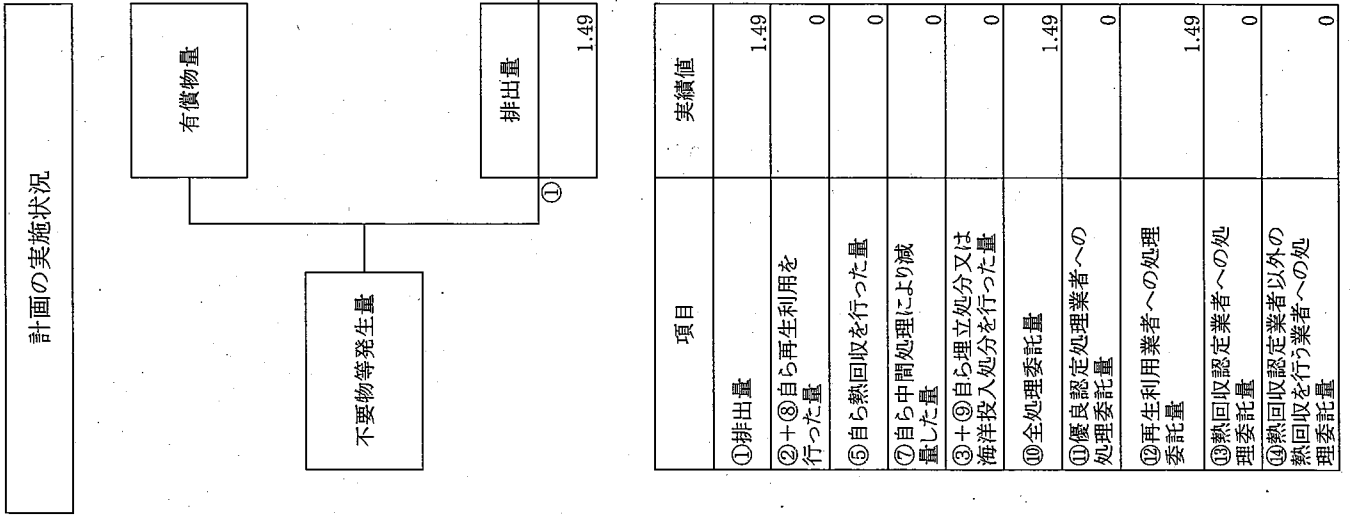 計画の実施状況
有償物量
不要物等発生量
①
排出量
1.49
項目
実績値
①排出量
1.49
②+⑧自ら再生利用を
行った量
0
⑤自ら熱回収を行った量
0
⑦自ら中間処理により減
量した量
0
③+⑨自ら埋立処分又は
海洋投入処分を行った量
0
⑩全処理委託量
1.49
⑪優良認定処理業者への
処理委託量
0
⑫再生利用業者への処理
委託量
1.49
⑬熱回収認定業者への処
理委託量
0
⑭熱回収認定業者以外の
熱回収を行う業者への処
理委託量
0